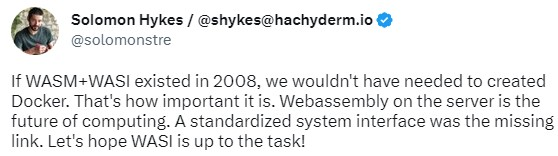 Solomon Hykes / @shykes@hachyderm.io
@solomonstre
If WASM+WASI existed in 2008, we wouldn't have needed to created
Docker. That's how important it is. Webassembly on the server is the
future of computing. A standardized system interface was the missing
link. Let's hope WASI is up to the task!